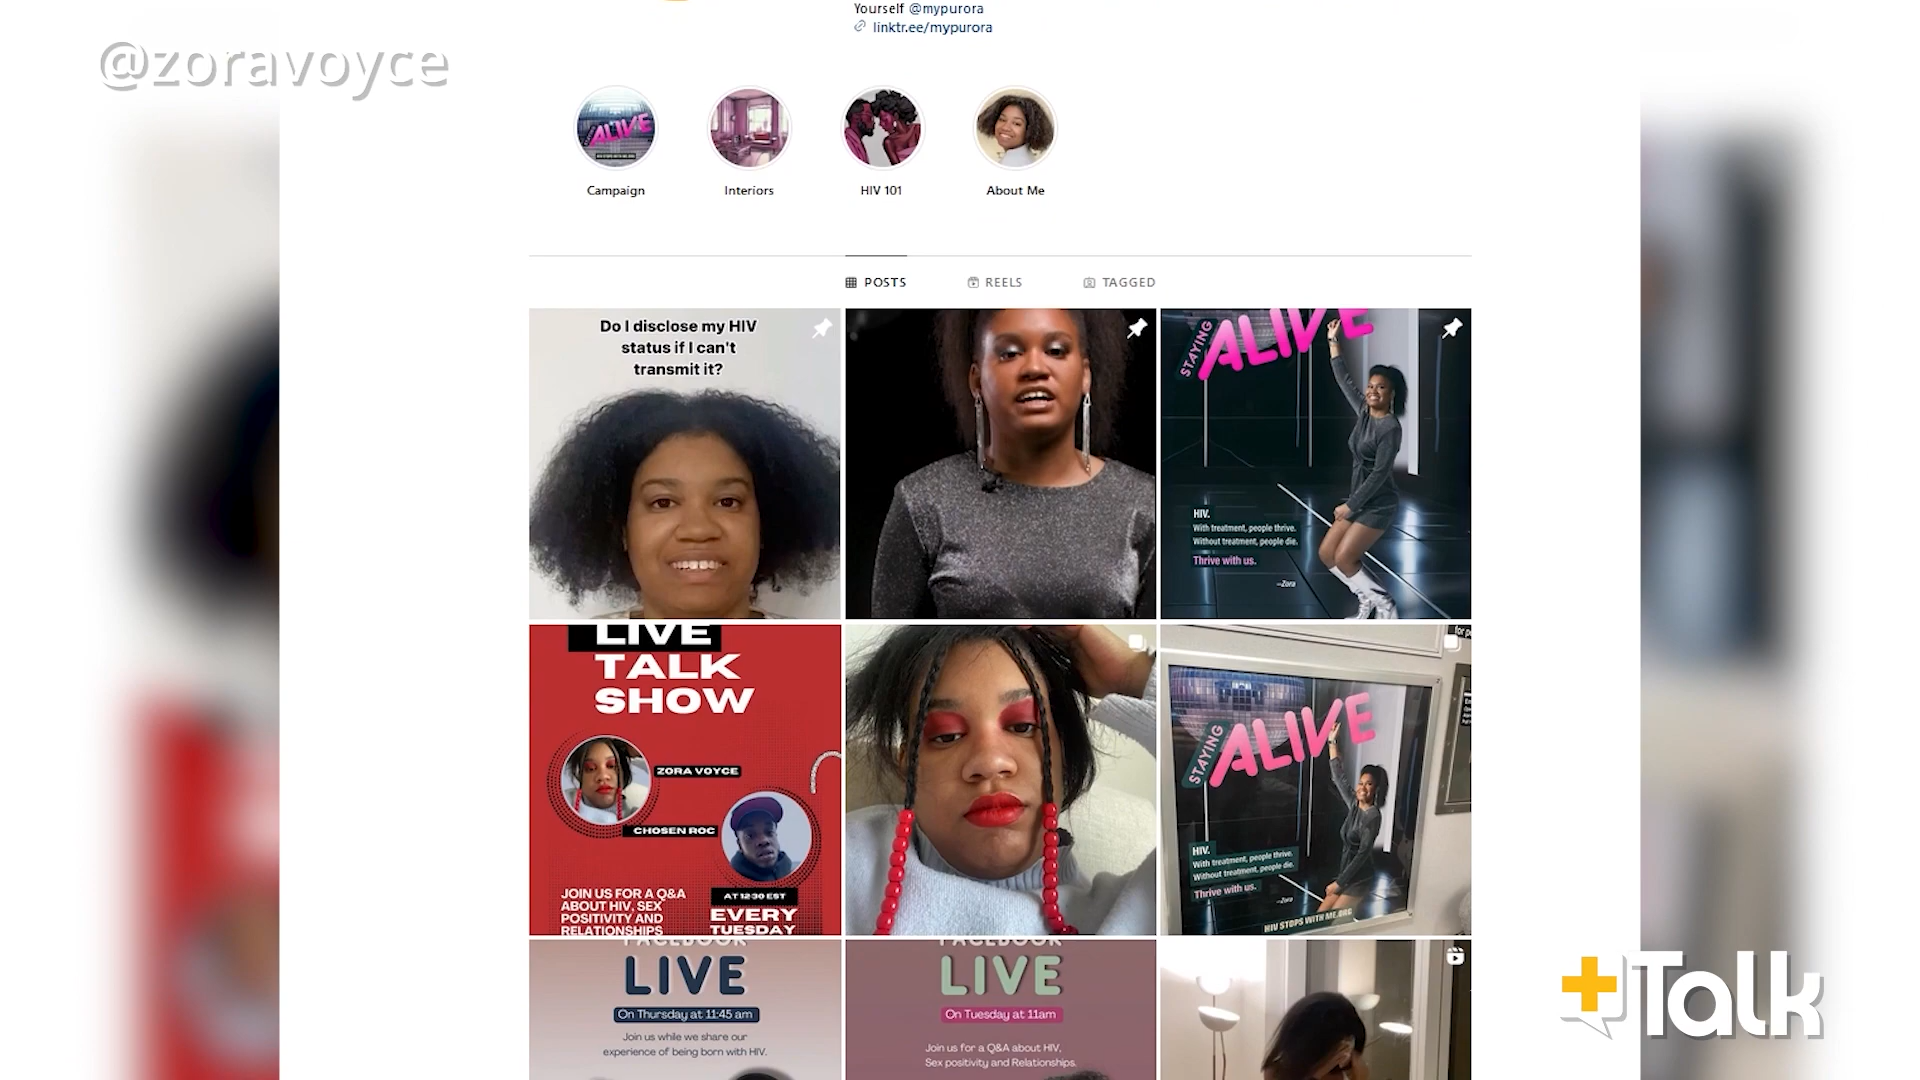 @zoravoyce
Yourself @mypurora
linktr.ee/mypurora
Campaign
Interiors
HIV 101
About Me
POSTS
REELS
TAGGED
Do I disclose my HIV
status if I can't
transmit it?
STAYING
ALIVE
HIV.
With treatment, people thrive.
Without treatment, people die.
Thrive with us.
–Zora
LIVE
TALK
SHOW
ZORA VOYCE
CHOSEN ROC
JOIN US FOR A Q&A
ABOUT HIV, SEX
POSITIVITY AND
RELATIONSHIPS
AT 12:30 EST
EVERY
TUESDAY
STAYING
ALIVE
HIV.
With treatment, people thrive.
Without treatment, people die.
Thrive with us.
–Zora
HIV STOPS WITH ME.ORG
FACEBOOK
LIVE
On Thursday at 11:45 am
Join us while we share our
experience of being born with HIV.
FACEBOOK
LIVE
On Tuesday at 11am
Join us for a Q&A about HIV,
Sex positivity and Relationships.
+Talk